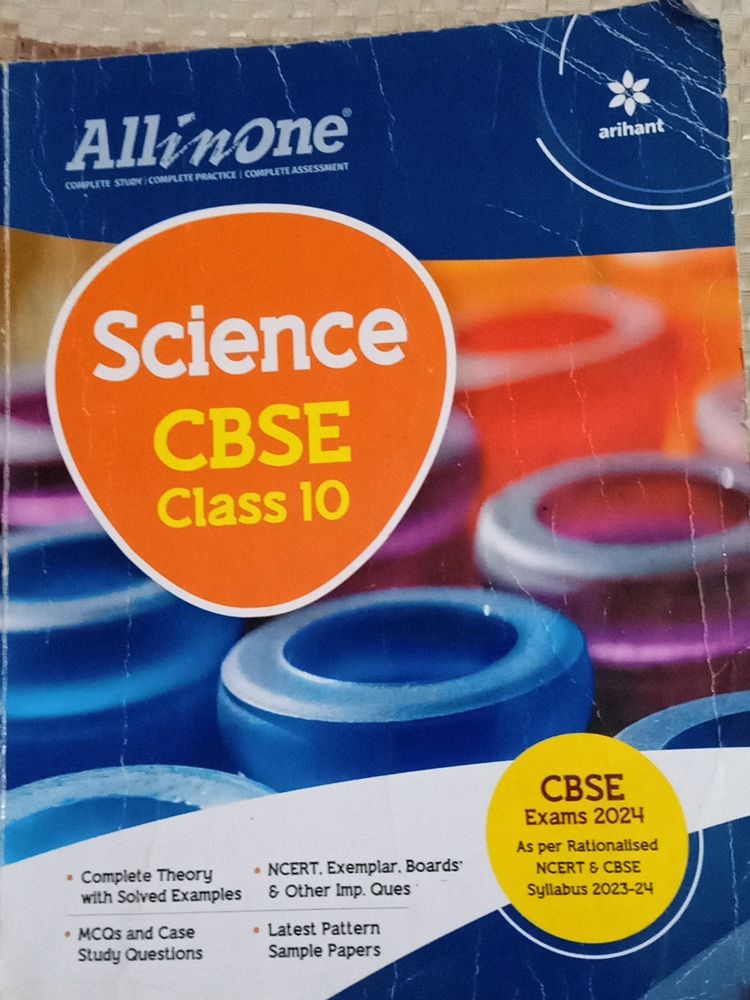 arihant
All in One®
COMPLETE STUDY | COMPLETE PRACTICE | COMPLETE ASSESSMENT
Science
CBSE
Class 10
CBSE
Exams 2024
As per Rationalised
NCERT & CBSE
Syllabus 2023-24
• Complete Theory
with Solved Examples
• NCERT, Exemplar, Boards'
& Other Imp. Ques
• MCQs and Case
Study Questions
• Latest Pattern
Sample Papers